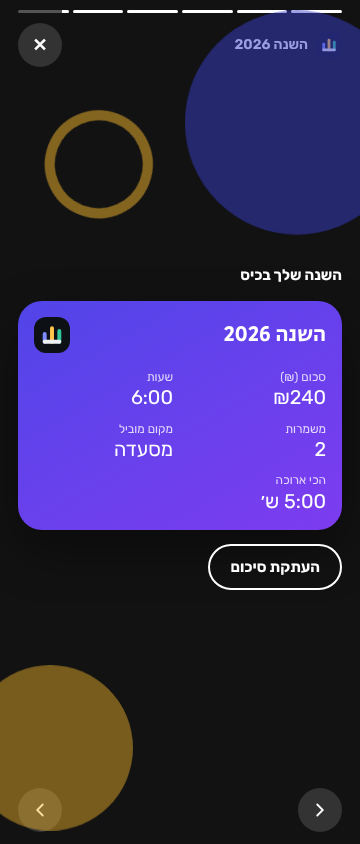 השנה 2026
השנה שלך בכיס
השנה 2026
סכום (₪)
₪240
שעות
6:00
משמרות
2
מקום מוביל
מסעדה
הכי ארוכה
5:00 ש׳
העתקת סיכום